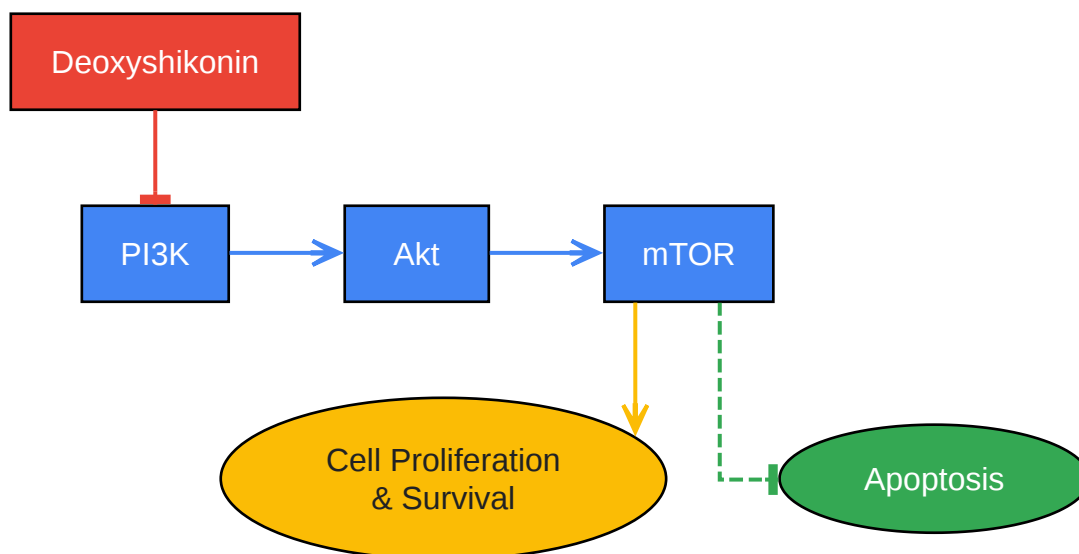 Deoxyshikonin
PI3K
Akt
mTOR
Cell Proliferation
& Survival
Apoptosis